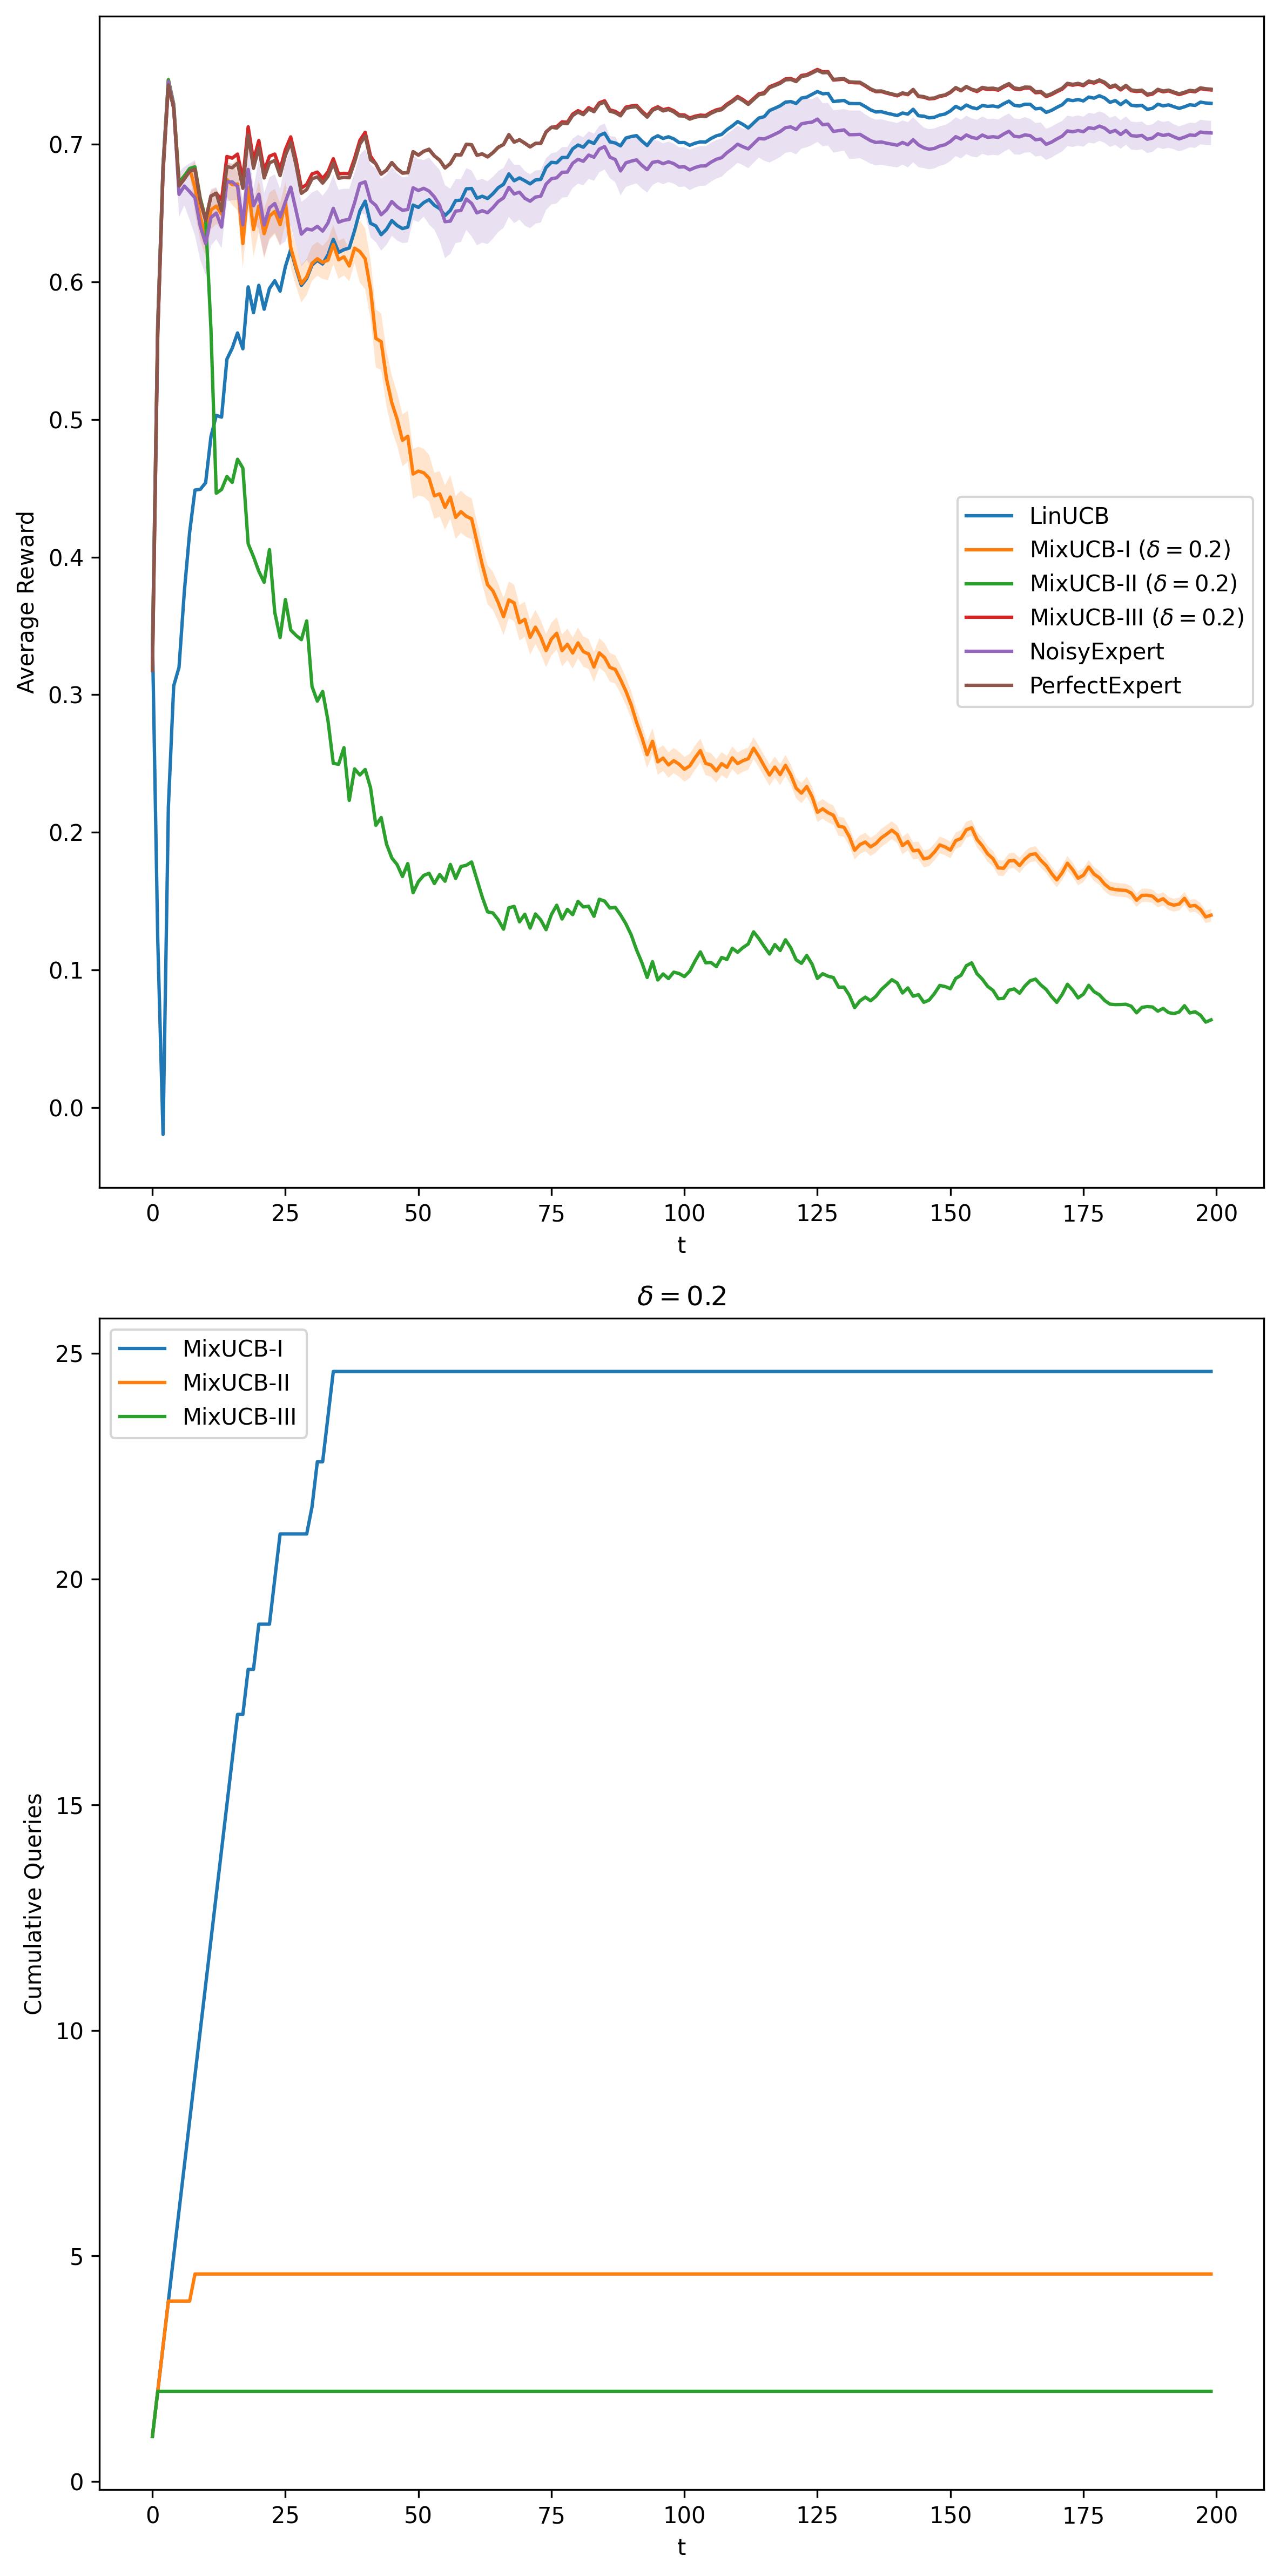 0.7
0.6
0.5
0.4
0.3
0.2
0.1
0.0
Average Reward
LinUCB
MixUCB-I (δ = 0.2)
MixUCB-II (δ = 0.2)
MixUCB-III (δ = 0.2)
NoisyExpert
PerfectExpert
0 25 50 75 100 125 150 175 200
t
δ = 0.2
MixUCB-I
MixUCB-II
MixUCB-III
25
20
15
10
5
0
Cumulative Queries
0 25 50 75 100 125 150 175 200
t